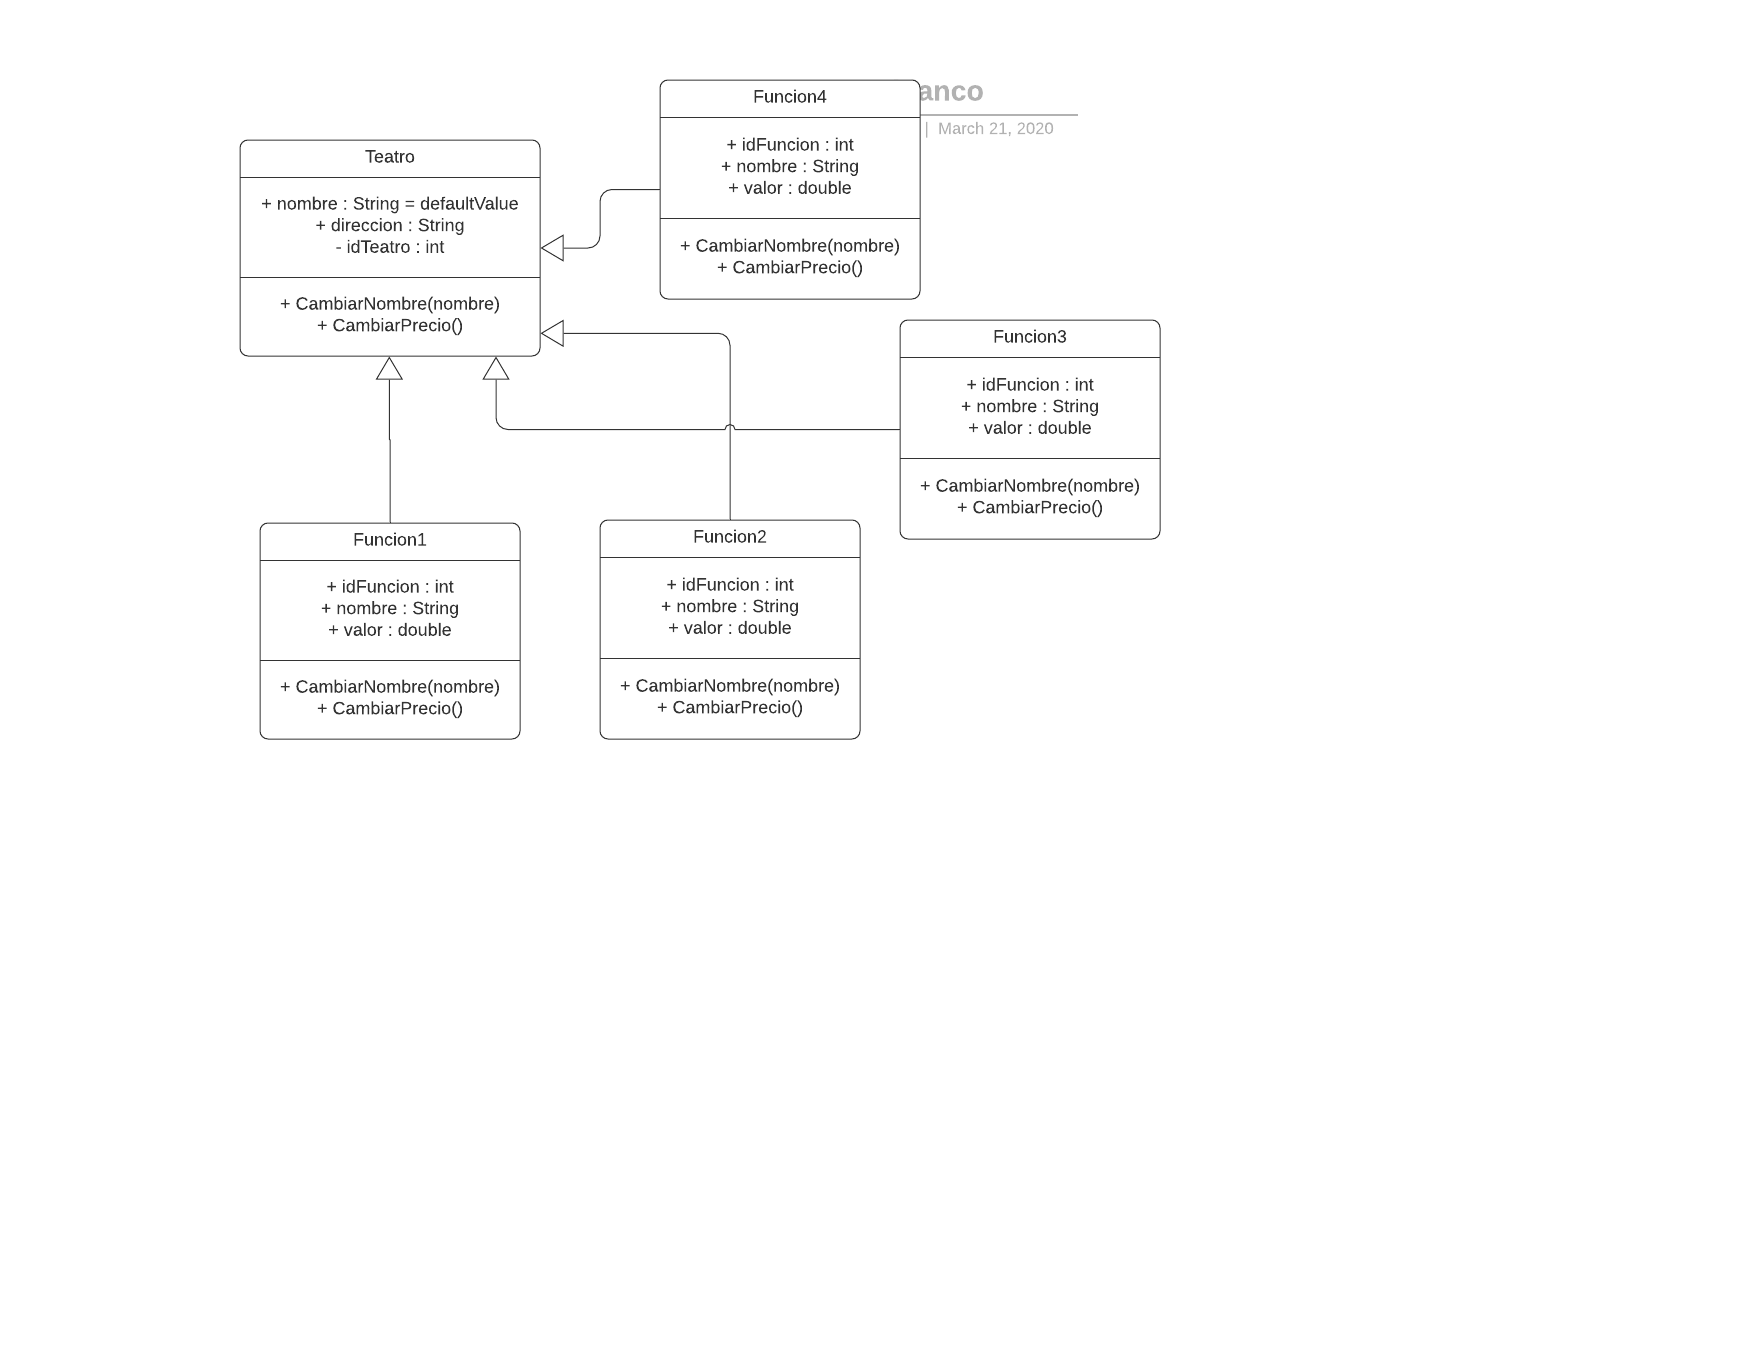 Funcion4
+ idFuncion : int
+ nombre : String
+ valor : double
+ CambiarNombre(nombre)
+ CambiarPrecio()
| March 21, 2020
Teatro
+ nombre : String = defaultValue
+ direccion : String
- idTeatro : int
+ CambiarNombre(nombre)
+ CambiarPrecio()
Funcion3
+ idFuncion : int
+ nombre : String
+ valor : double
+ CambiarNombre(nombre)
+ CambiarPrecio()
Funcion1
+ idFuncion : int
+ nombre : String
+ valor : double
+ CambiarNombre(nombre)
+ CambiarPrecio()
Funcion2
+ idFuncion : int
+ nombre : String
+ valor : double
+ CambiarNombre(nombre)
+ CambiarPrecio()